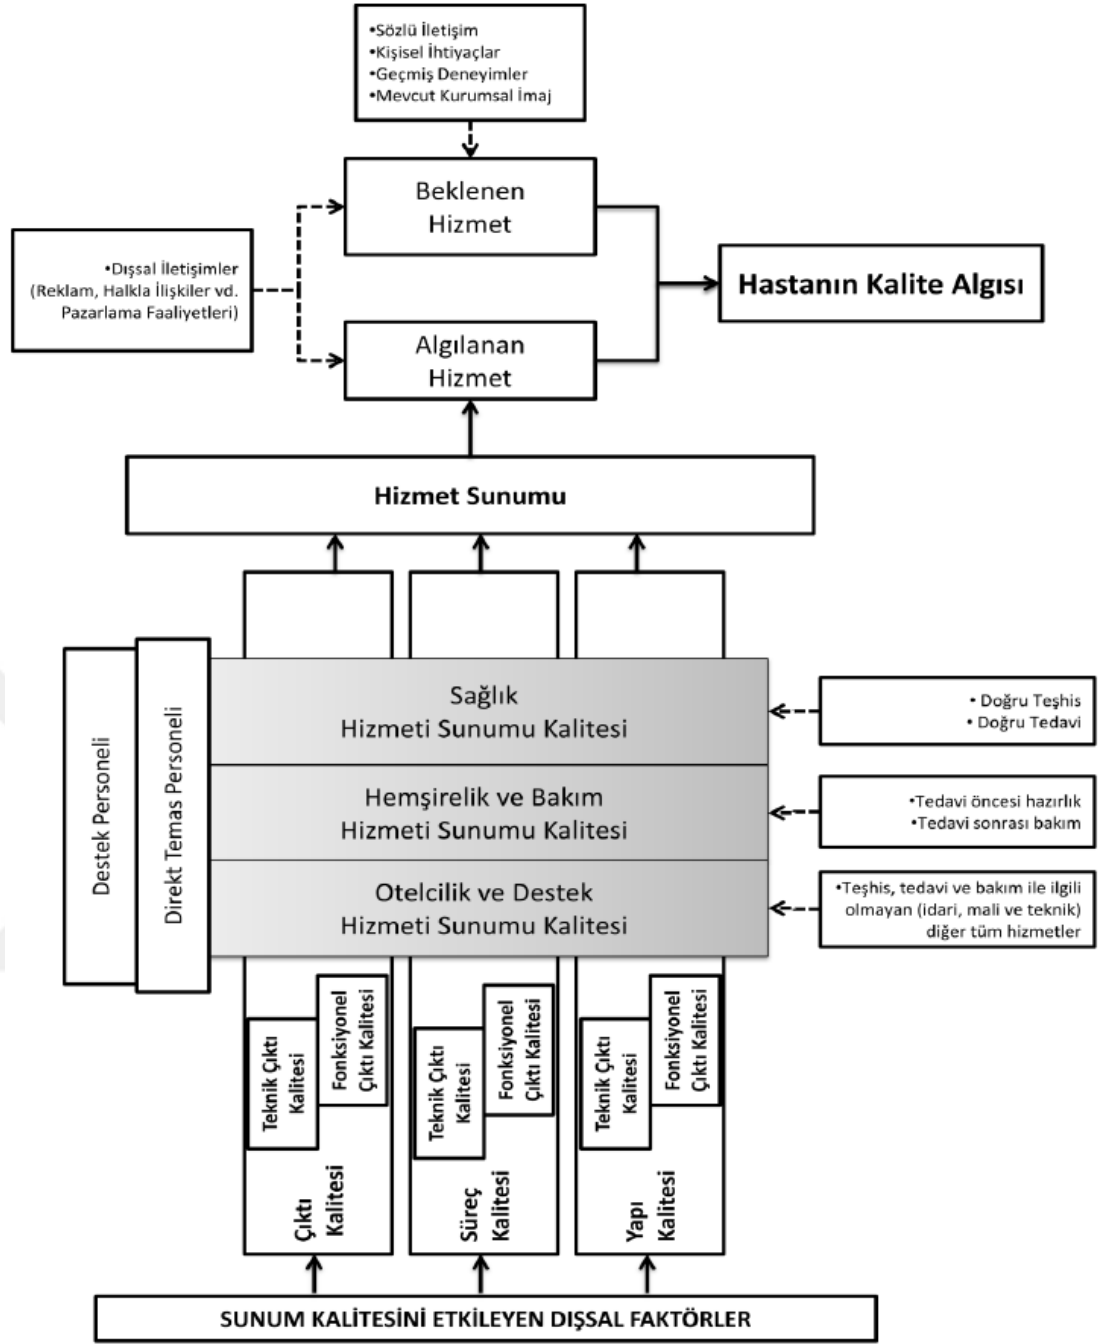 •Sözlü İletişim
•Kişisel İhtiyaçlar
•Geçmiş Deneyimler
•Mevcut Kurumsal İmaj
Beklenen
Hizmet
•Dışsal İletişimler
(Reklam, Halkla İlişkiler vd.
Pazarlama Faaliyetleri)
Hastanın Kalite Algısı
Algılanan
Hizmet
Hizmet Sunumu
Destek Personeli
Direkt Temas Personeli
Sağlık
Hizmeti Sunumu Kalitesi
• Doğru Teşhis
• Doğru Tedavi
Hemşirelik ve Bakım
Hizmeti Sunumu Kalitesi
•Tedavi öncesi hazırlık
•Tedavi sonrası bakım
Otelcilik ve Destek
Hizmeti Sunumu Kalitesi
•Teşhis, tedavi ve bakım ile ilgili
olmayan (idari, mali ve teknik)
diğer tüm hizmetler
Teknik Çıktı
Kalitesi
Fonksiyonel
Çıktı Kalitesi
Teknik Çıktı
Kalitesi
Fonksiyonel
Çıktı Kalitesi
Teknik Çıktı
Kalitesi
Fonksiyonel
Çıktı Kalitesi
Çıktı
Kalitesi
Süreç
Kalitesi
Yapı
Kalitesi
SUNUM KALİTESİNİ ETKİLEYEN DIŞSAL FAKTÖRLER